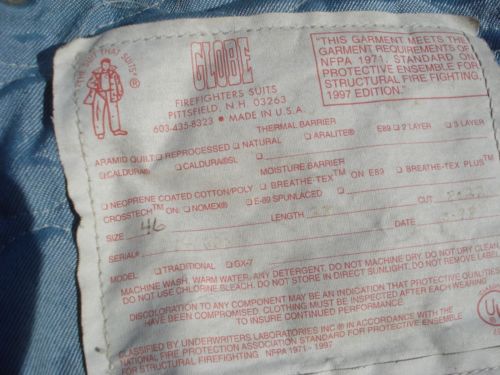 THE SUIT THAT SUITS
®
GLOBE
FIREFIGHTERS SUITS
PITTSFIELD, N.H. 03263
603-435-8323 • MADE IN U.S.A.
"THIS GARMENT MEETS THE
GARMENT REQUIREMENTS OF
NFPA 1971, STANDARD ON
PROTECTIVE ENSEMBLE FOR
STRUCTURAL FIRE FIGHTING,
1997 EDITION."
THERMAL BARRIER
ARAMID QUILT: REPROCESSED NATURAL ARALITE® E89 2 LAYER 3 LAYER
CALDURA® CALDURA®SL
MOISTURE BARRIER
NEOPRENE COATED COTTON/POLY BREATHE-TEX™ ON E89 BREATHE-TEX PLUS™
CROSSTECH™ ON: NOMEX® E-89 SPUNLACED CUT
SIZE 46 LENGTH DATE
SERIAL#
MODEL TRADITIONAL GX-7
MACHINE WASH, WARM WATER, ANY DETERGENT. DO NOT MACHINE DRY. DO NOT DRY CLEAN.
DO NOT USE CHLORINE BLEACH. DO NOT STORE IN DIRECT SUNLIGHT. DO NOT REMOVE LABEL
DISCOLORATION TO ANY COMPONENT MAY BE AN INDICATION THAT PROTECTIVE QUALITIES
HAVE BEEN COMPROMISED. CLOTHING MUST BE INSPECTED AFTER EACH WEARING
TO INSURE CONTINUED PERFORMANCE
CLASSIFIED BY UNDERWRITERS LABORATORIES INC® IN ACCORDANCE WITH THE
NATIONAL FIRE PROTECTION ASSOCIATION STANDARD FOR PROTECTIVE ENSEMBLE
FOR STRUCTURAL FIREFIGHTING NFPA 1971 - 1997